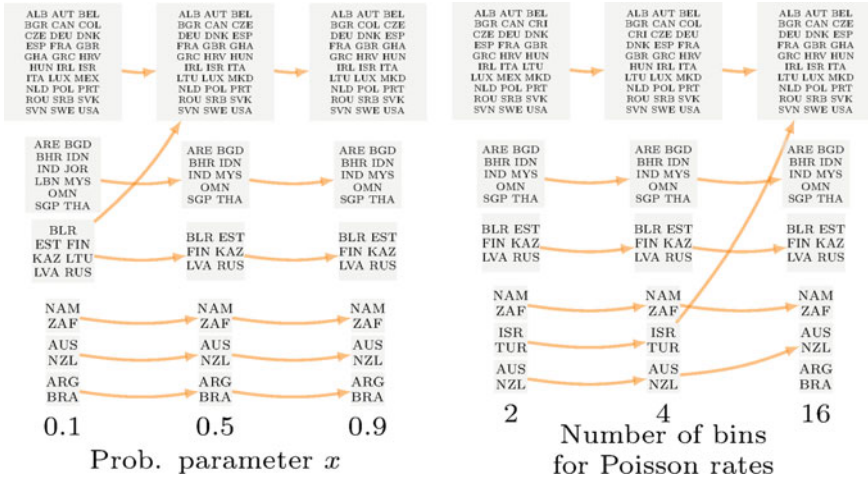 ALB AUT BEL
BGR CAN COL
CZE DEU DNK
ESP FRA GBR
GHA GRC HRV
HUN IRL ISR
ITA LUX MEX
NLD POL PRT
ROU SRB SVK
SVN SWE USA
ARE BGD
BHR IDN
IND JOR
LBN MYS
OMN
SGP THA
BLR
EST FIN
KAZ LTU
LVA RUS
NAM
ZAF
AUS
NZL
ARG
BRA
0.1
ALB AUT BEL
BGR CAN CZE
DEU DNK ESP
FRA GBR GHA
GRC HRV HUN
IRL ISR ITA
LTU LUX MKD
NLD POL PRT
ROU SRB SVK
SVN SWE USA
ARE BGD
BHR IDN
IND MYS
OMN
SGP THA
BLR EST
FIN KAZ
LVA RUS
NAM
ZAF
AUS
NZL
ARG
BRA
0.5
ALB AUT BEL
BGR CAN CZE
DEU DNK ESP
FRA GBR GHA
GRC HRV HUN
IRL ISR ITA
LTU LUX MKD
NLD POL PRT
ROU SRB SVK
SVN SWE USA
ARE BGD
BHR IDN
IND MYS
OMN
SGP THA
BLR EST
FIN KAZ
LVA RUS
NAM
ZAF
AUS
NZL
ARG
BRA
0.9
Prob. parameter x
ALB AUT BEL
BGR CAN CRI
CZE DEU DNK
ESP FRA GBR
GRC HRV HUN
IRL ITA LTU
LUX MEX MKD
NLD POL PRT
ROU SRB SVK
SVN SWE USA
ARE BGD
BHR IDN
IND MYS
OMN
SGP THA
BLR EST
FIN KAZ
LVA RUS
NAM
ZAF
ISR
TUR
AUS
NZL
2
ALB AUT BEL
BGR CAN COL
CRI CZE DEU
DNK ESP FRA
GBR GRC HRV
HUN IRL ITA
LTU LUX MKD
NLD POL PRT
ROU SRB SVK
SVN SWE USA
ARE BGD
BHR IDN
IND MYS
OMN
SGP THA
BLR EST
FIN KAZ
LVA RUS
NAM
ZAF
ISR
TUR
AUS
NZL
4
ALB AUT BEL
BGR CAN CZE
DEU DNK ESP
FRA GBR GHA
GRC HRV HUN
IRL ISR ITA
LTU LUX MKD
NLD POL PRT
ROU SRB SVK
SVN SWE USA
ARE BGD
BHR IDN
IND MYS
OMN
SGP THA
BLR EST
FIN KAZ
LVA RUS
NAM
ZAF
AUS
NZL
ARG
BRA
16
Number of bins
for Poisson rates